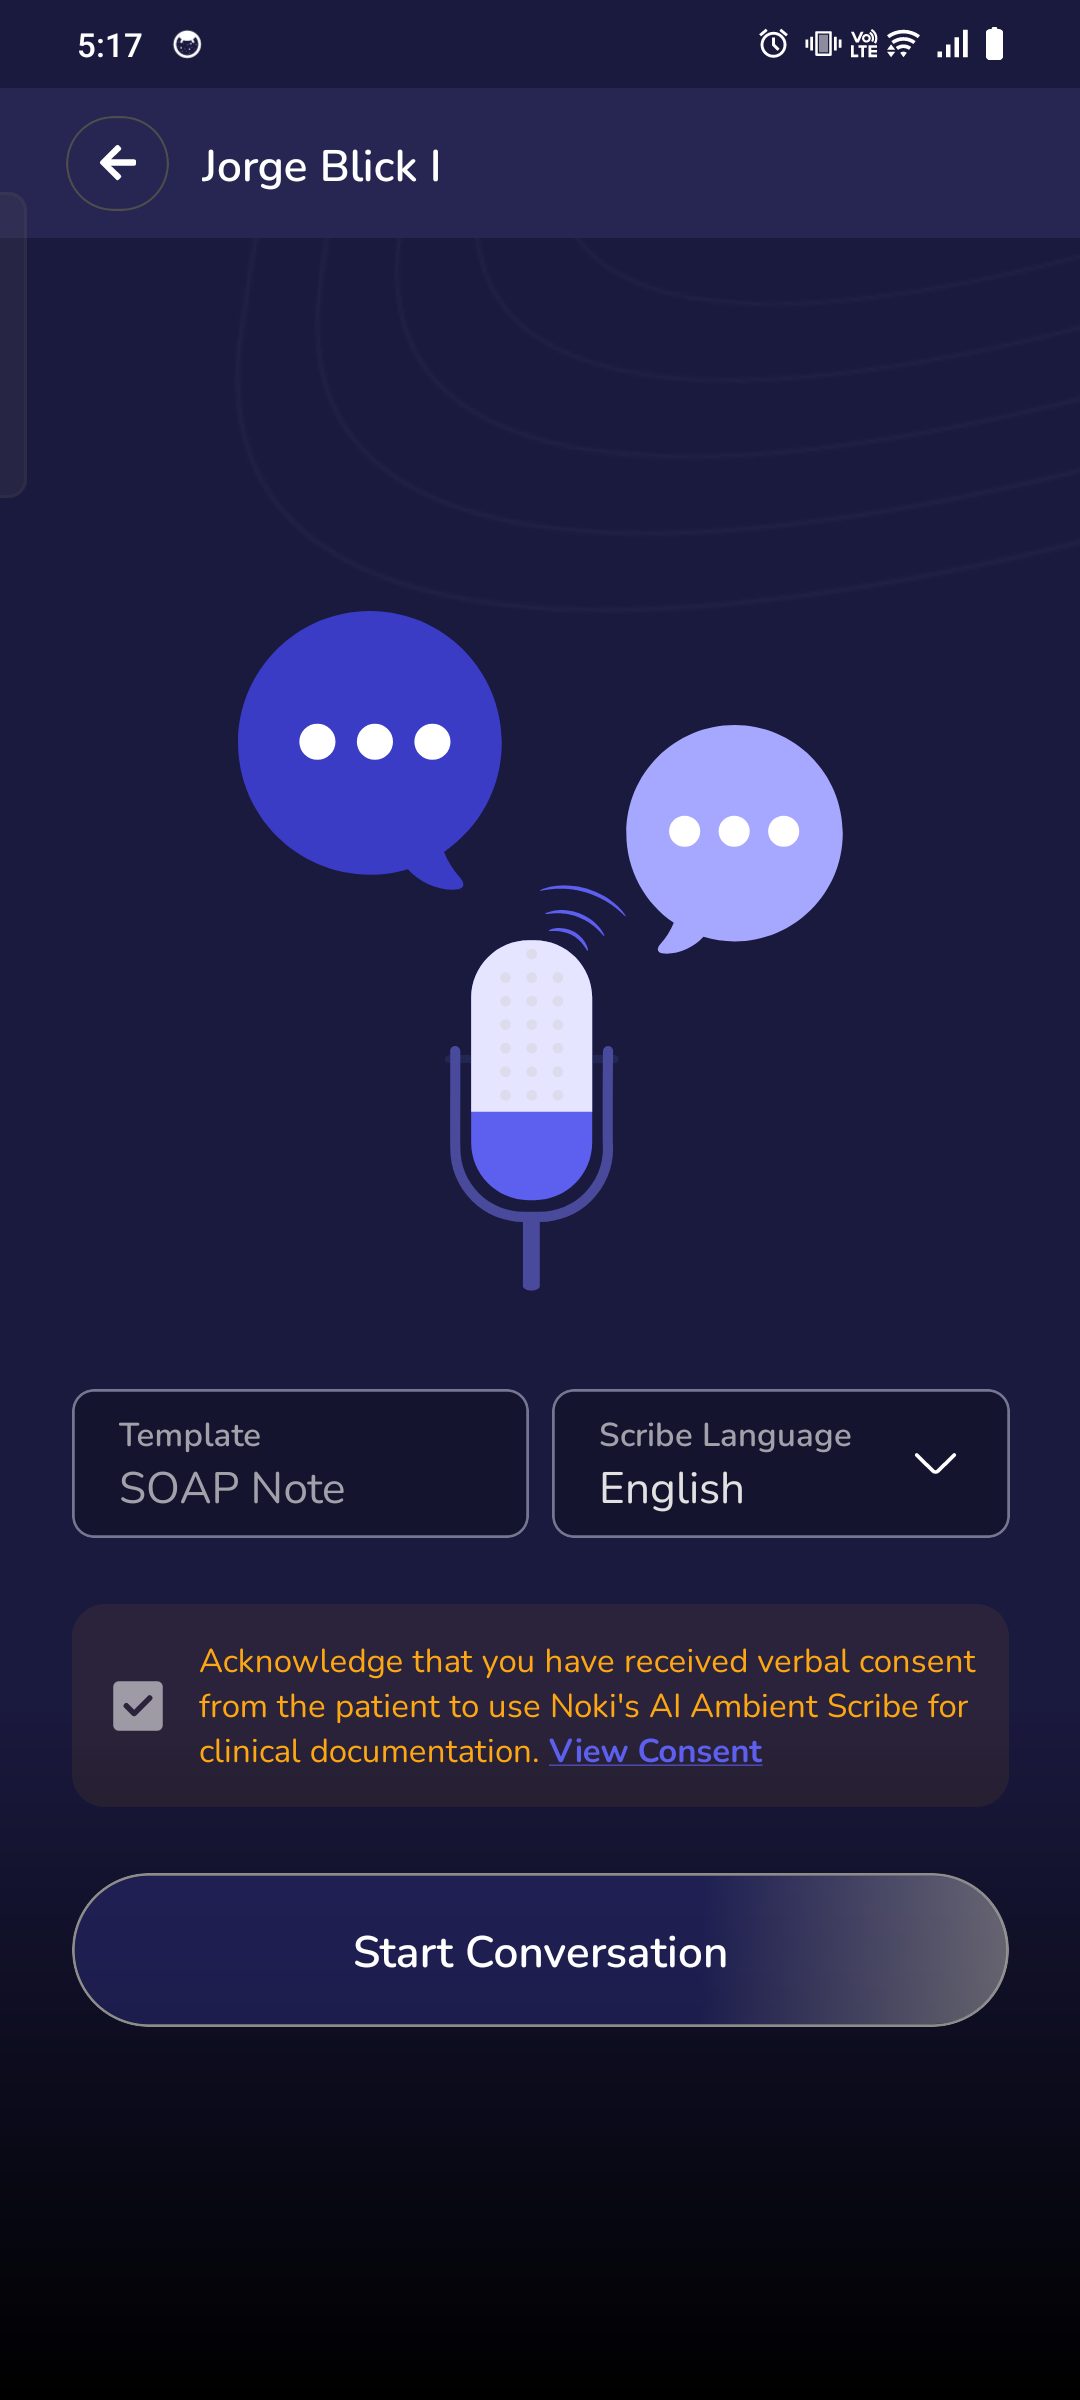 5:17
Vo LTE
Jorge Blick I
Template
SOAP Note
Scribe Language
English
Acknowledge that you have received verbal consent
from the patient to use Noki's AI Ambient Scribe for
clinical documentation. View Consent
Start Conversation